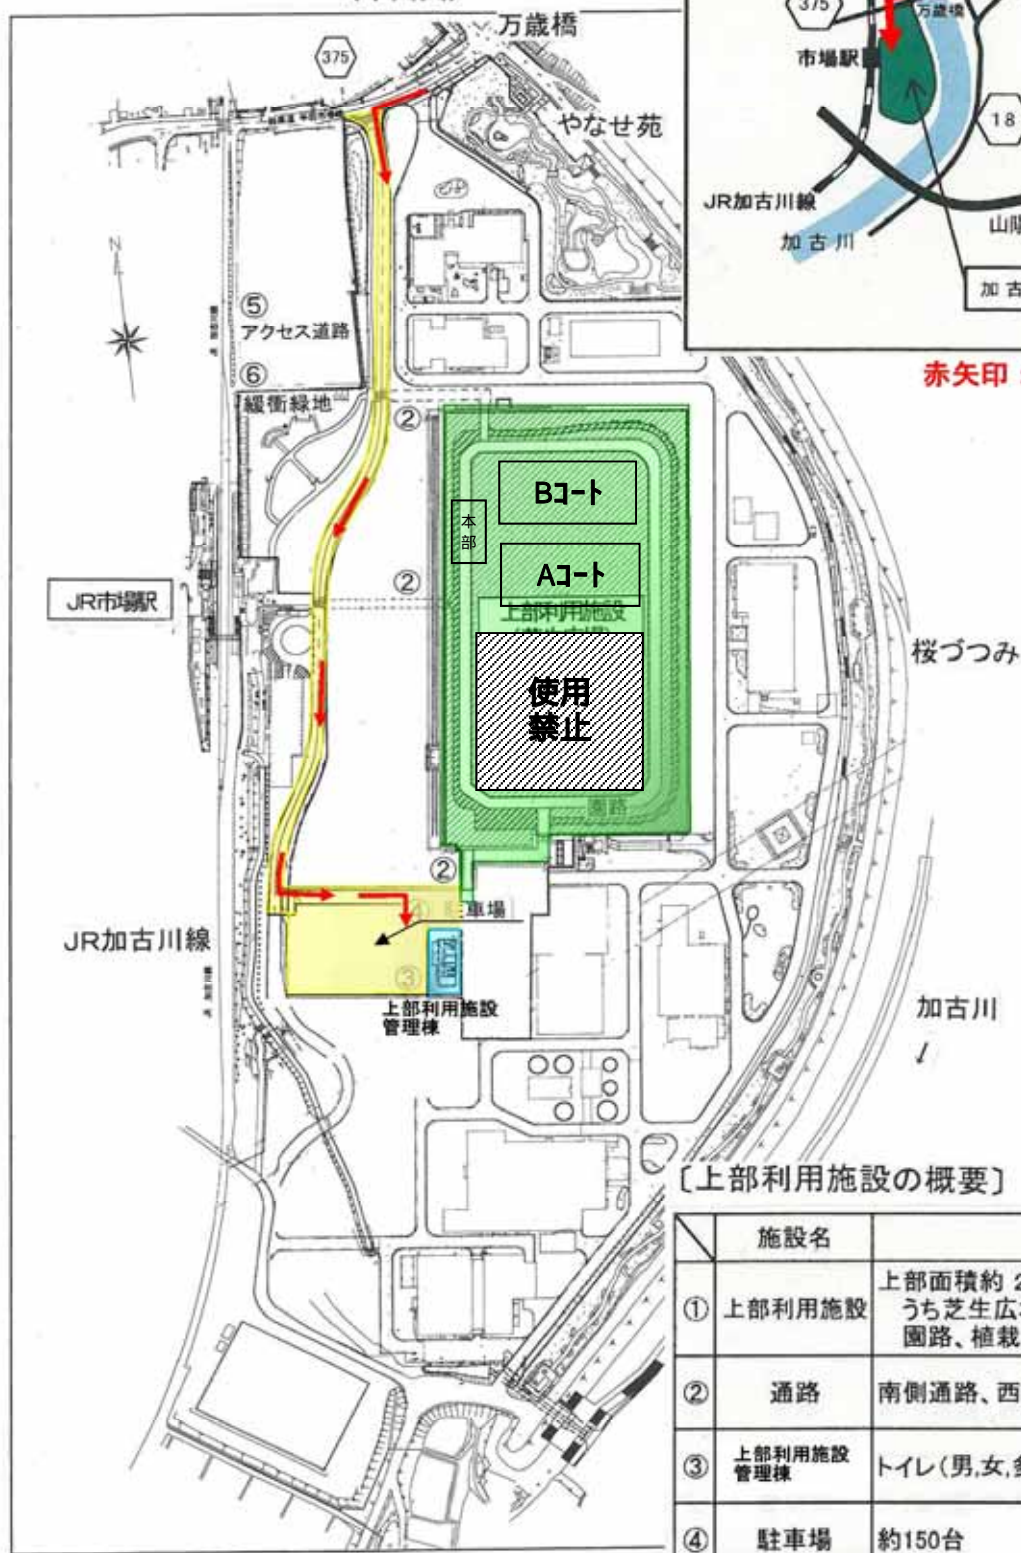 万歳橋
375
やなせ苑
N
⑤
アクセス道路
⑥
緩衝緑地
②
Bコート
本部
Aコート
②
上部利用施設
JR市場駅
使用
禁止
園路
桜づつみ
②
④ 駐車場
JR加古川線
③
上部利用施設
管理棟
加古川
375
万歳橋
市場駅
18
JR加古川線
加古川
山陽
加古
赤矢印
〔上部利用施設の概要〕
施設名
① 上部利用施設 上部面積約 2
うち芝生広
園路、植栽
② 通路 南側通路、西
③ 上部利用施設
管理棟 トイレ(男,女,多
④ 駐車場 約150台